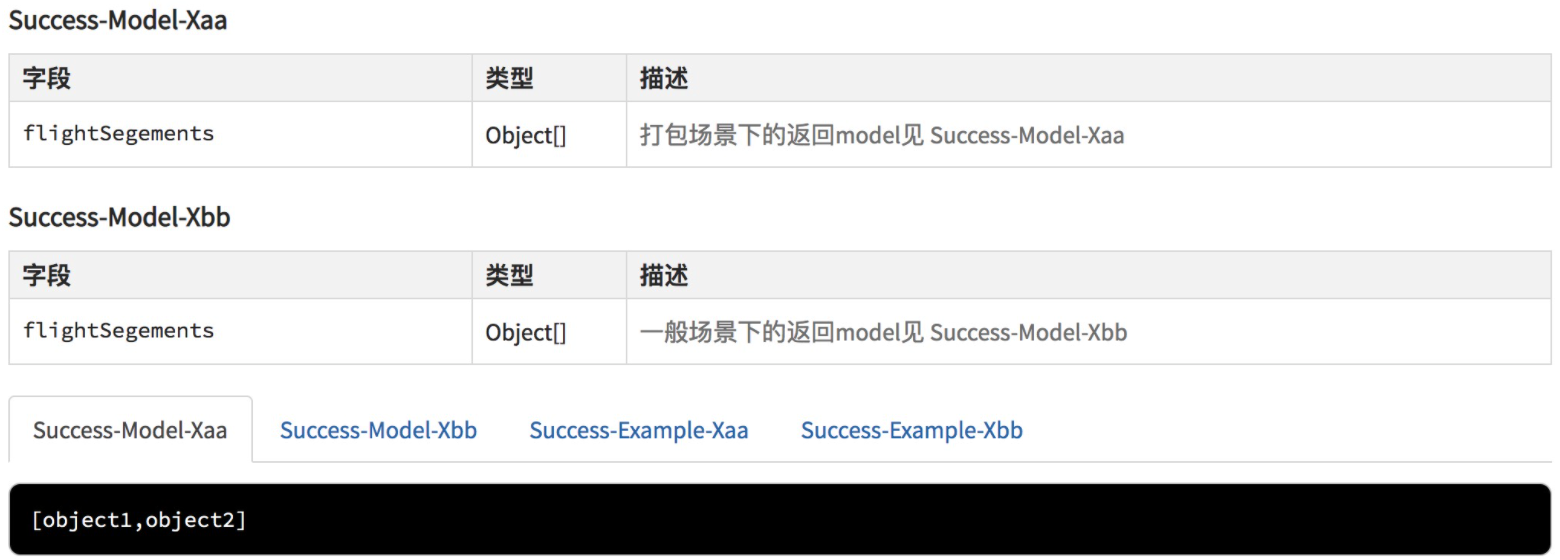 Success-Model-Xaa
字段 类型 描述
flightSegements Object[] 打包场景下的返回model见 Success-Model-Xaa
Success-Model-Xbb
字段 类型 描述
flightSegements Object[] 一般场景下的返回model见 Success-Model-Xbb
Success-Model-Xaa Success-Model-Xbb Success-Example-Xaa Success-Example-Xbb
[object1,object2]